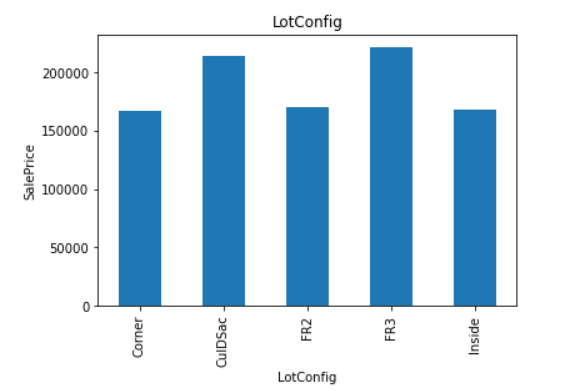 LotConfig
200000
150000
100000
50000
0
SalePrice
Corner
CulDSac
FR2
FR3
Inside
LotConfig